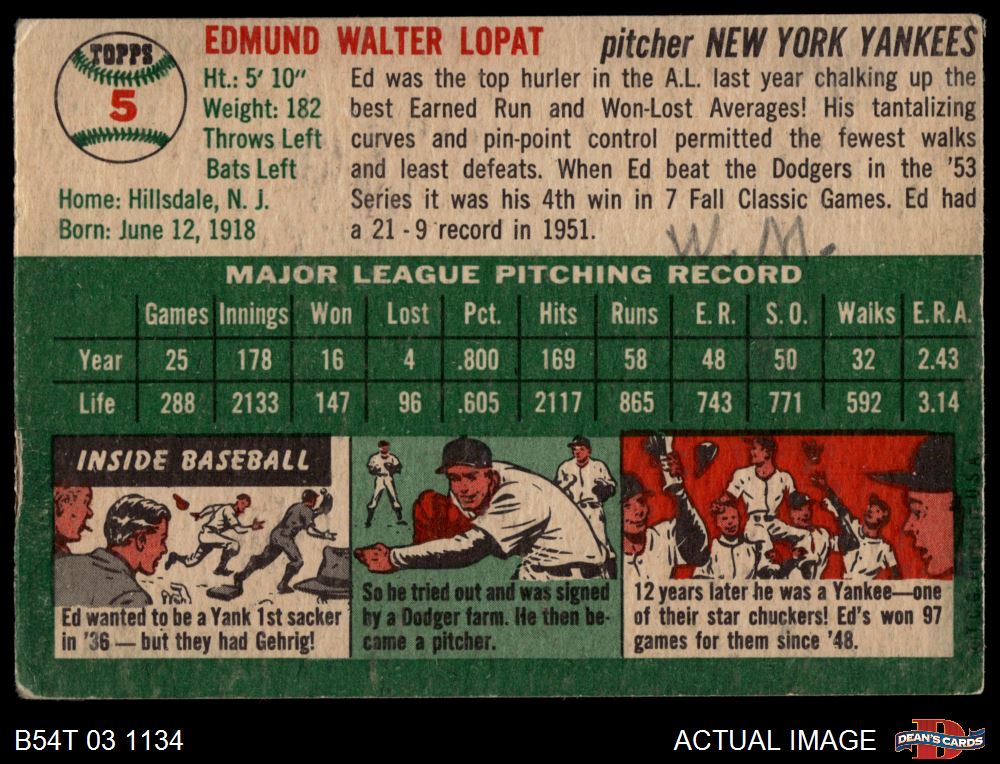 TOPPS
5
EDMUND WALTER LOPAT
pitcher NEW YORK YANKEES
Ht.: 5' 10"
Weight: 182
Throws Left
Bats Left
Home: Hillsdale, N. J.
Born: June 12, 1918
Ed was the top hurler in the A.L. last year chalking up the
best Earned Run and Won-Lost Averages! His tantalizing
curves and pin-point control permitted the fewest walks
and least defeats. When Ed beat the Dodgers in the '53
Series it was his 4th win in 7 Fall Classic Games. Ed had
a 21 - 9 record in 1951.
W. M.
MAJOR LEAGUE PITCHING RECORD
Games Innings Won Lost Pct. Hits Runs E. R. S. O. Walks E. R. A.
Year 25 178 16 4 .800 169 58 48 50 32 2.43
Life 288 2133 147 96 .605 2117 865 743 771 592 3.14
INSIDE BASEBALL
Ed wanted to be a Yank 1st sacker
in '36 — but they had Gehrig!
So he tried out and was signed
by a Dodger farm. He then be-
came a pitcher.
12 years later he was a Yankee—one
of their star chuckers! Ed's won 97
games for them since '48.
B54T 03 1134
ACTUAL IMAGE
DEAN'S CARDS